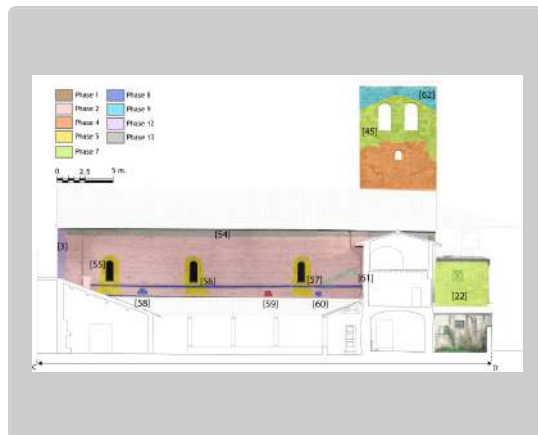 Phase 1
Phase 2
Phase 4
Phase 5
Phase 7
Phase 8
Phase 9
Phase 12
Phase 13
0 2.5 5 m.
[62]
[45]
[3]
[54]
[55]
[56]
[57]
[61]
[58]
[59]
[60]
[22]
C
D